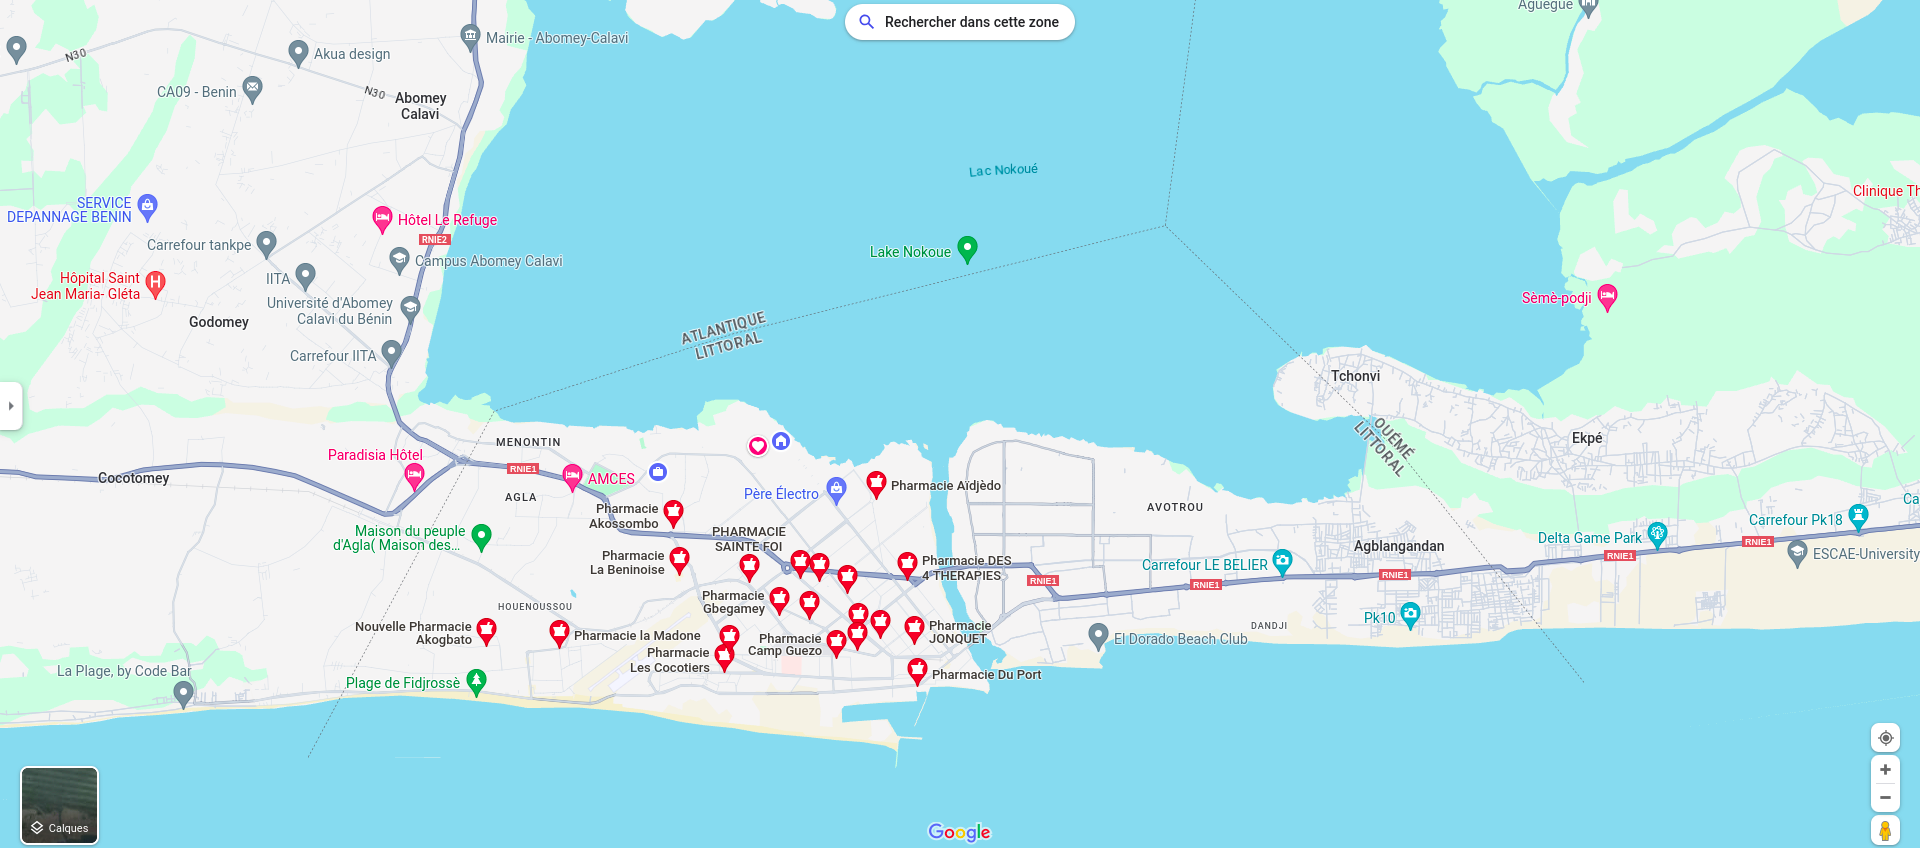 Rechercher dans cette zone
Aguégué
Mairie - Abomey-Calavi
N30
Akua design
CA09 - Benin
N30
Abomey
Calavi
Lac Nokoué
Clinique Th
SERVICE
DEPANNAGE BENIN
Hôtel Le Refuge
RNIE2
Carrefour tankpe
Campus Abomey Calavi
Lake Nokoue
IITA
Hôpital Saint
Jean Maria- Gléta
Université d'Abomey
Calavi du Bénin
Sèmè-podji
Godomey
ATLANTIQUE
LITTORAL
Carrefour IITA
Tchonvi
OUÉMÉ
LITTORAL
Ekpé
MENONTIN
Paradisia Hôtel
RNIE1
Cocotomey
AMCES
AGLA
Père Électro
Pharmacie Aïdjèdo
AVOTROU
Ca
Pharmacie
Akossombo
Carrefour Pk18
Maison du peuple
d'Agla( Maison des...
PHARMACIE
SAINTE FOI
Delta Game Park
RNIE1
Agblangandan
RNIE1
ESCAE-University
Pharmacie
La Beninoise
Pharmacie DES
4 THERAPIES
Carrefour LE BELIER
RNIE1
RNIE1
RNIE1
Pharmacie
Gbegamey
HOUENOUSSOU
Pk10
Nouvelle Pharmacie
Akogbato
Pharmacie la Madone
Pharmacie
JONQUET
DANDJI
El Dorado Beach Club
Pharmacie
Camp Guezo
Pharmacie
Les Cocotiers
La Plage, by Code Bar
Plage de Fidjrossè
Pharmacie Du Port
Calques
Google